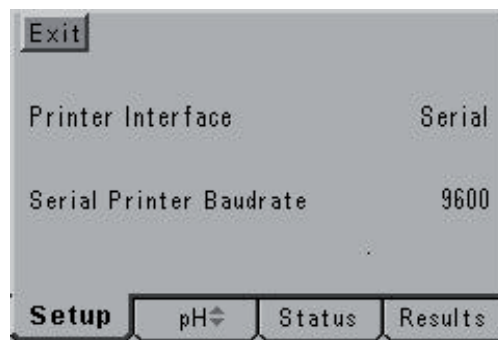 Exit
Printer Interface Serial
Serial Printer Baudrate 9600
Setup pH Status Results